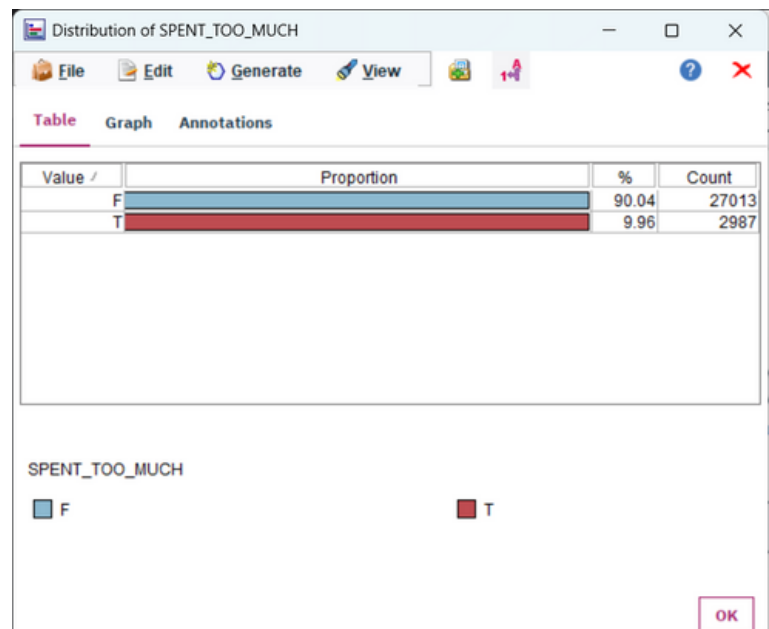 Distribution of SPENT_TOO_MUCH
File Edit Generate View
Table Graph Annotations
Value Proportion % Count
F 90.04 27013
T 9.96 2987
SPENT_TOO_MUCH
F T
OK